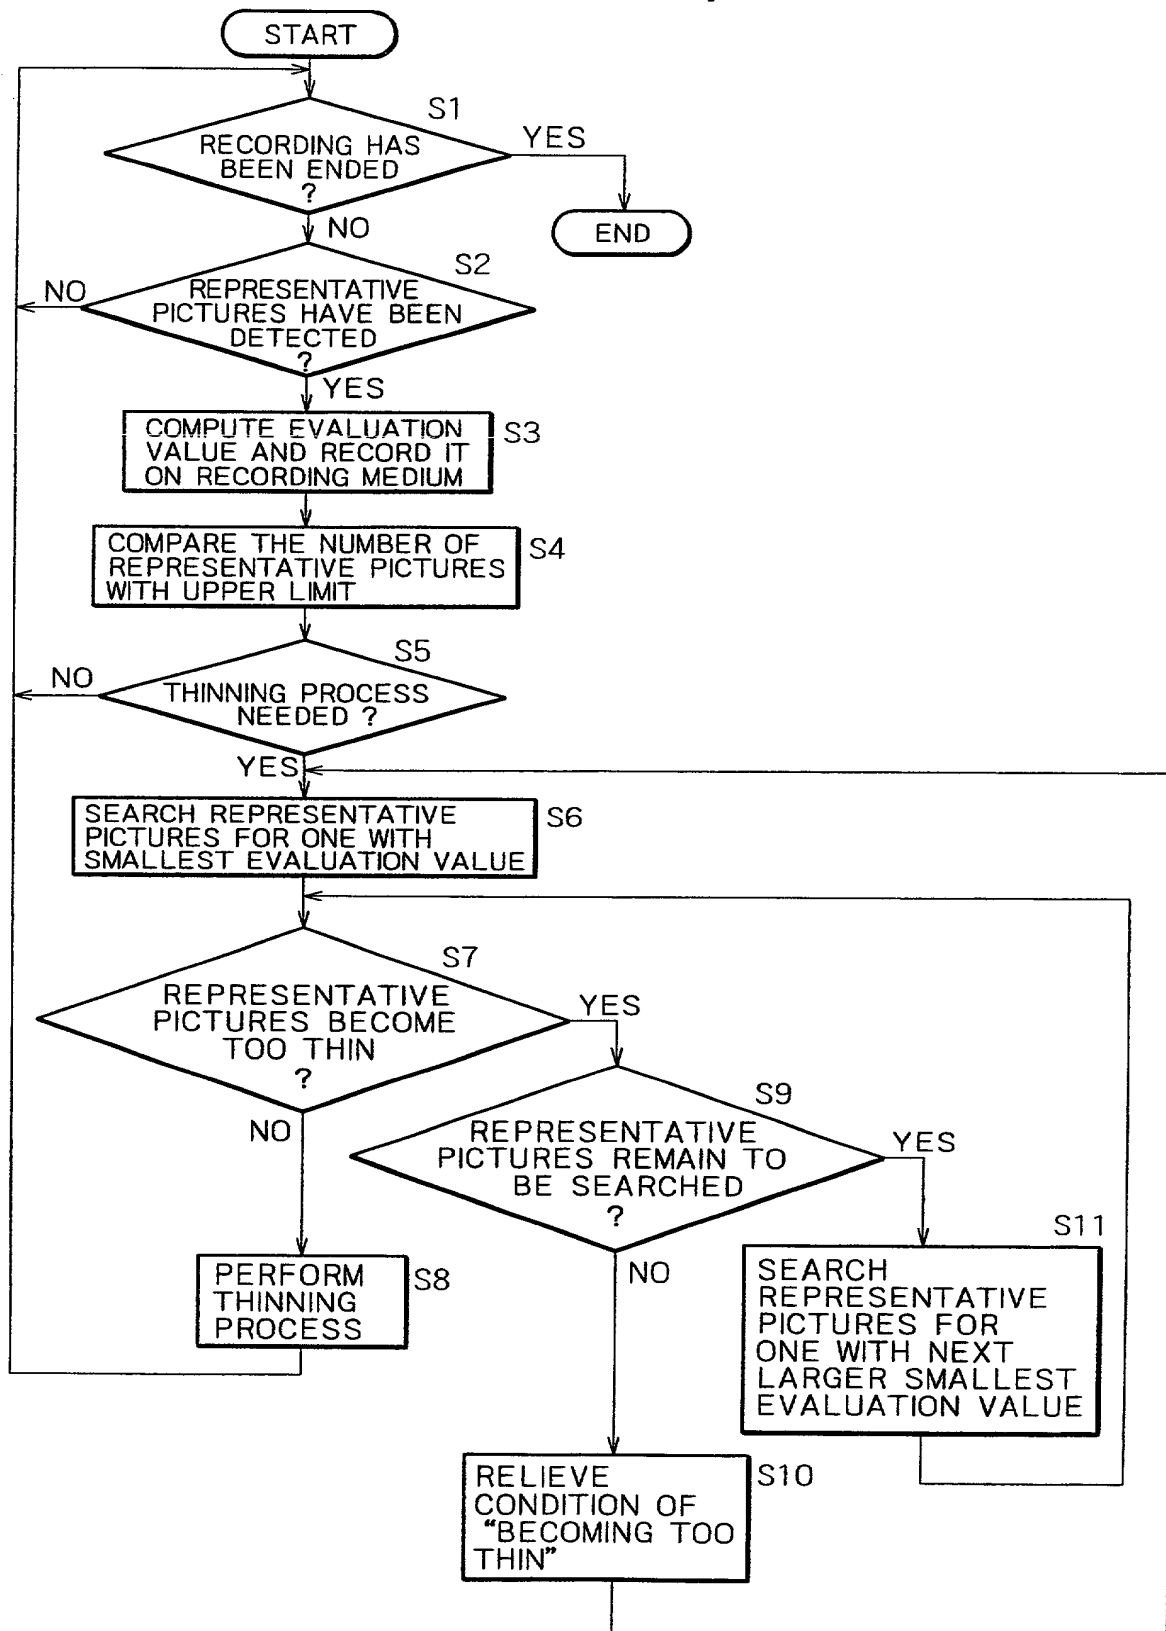 START
S1
RECORDING HAS
BEEN ENDED
?
YES
END
NO
S2
REPRESENTATIVE
PICTURES HAVE BEEN
DETECTED
?
NO
YES
COMPUTE EVALUATION
VALUE AND RECORD IT
ON RECORDING MEDIUM
S3
COMPARE THE NUMBER OF
REPRESENTATIVE PICTURES
WITH UPPER LIMIT
S4
S5
NO
THINNING PROCESS
NEEDED ?
YES
SEARCH REPRESENTATIVE
PICTURES FOR ONE WITH
SMALLEST EVALUATION VALUE
S6
S7
REPRESENTATIVE
PICTURES BECOME
TOO THIN
?
YES
NO
S9
REPRESENTATIVE
PICTURES REMAIN TO
BE SEARCHED
?
YES
NO
PERFORM
THINNING
PROCESS
S8
S11
SEARCH
REPRESENTATIVE
PICTURES FOR
ONE WITH NEXT
LARGER SMALLEST
EVALUATION VALUE
RELIEVE
CONDITION OF
“BECOMING TOO
THIN”
S10